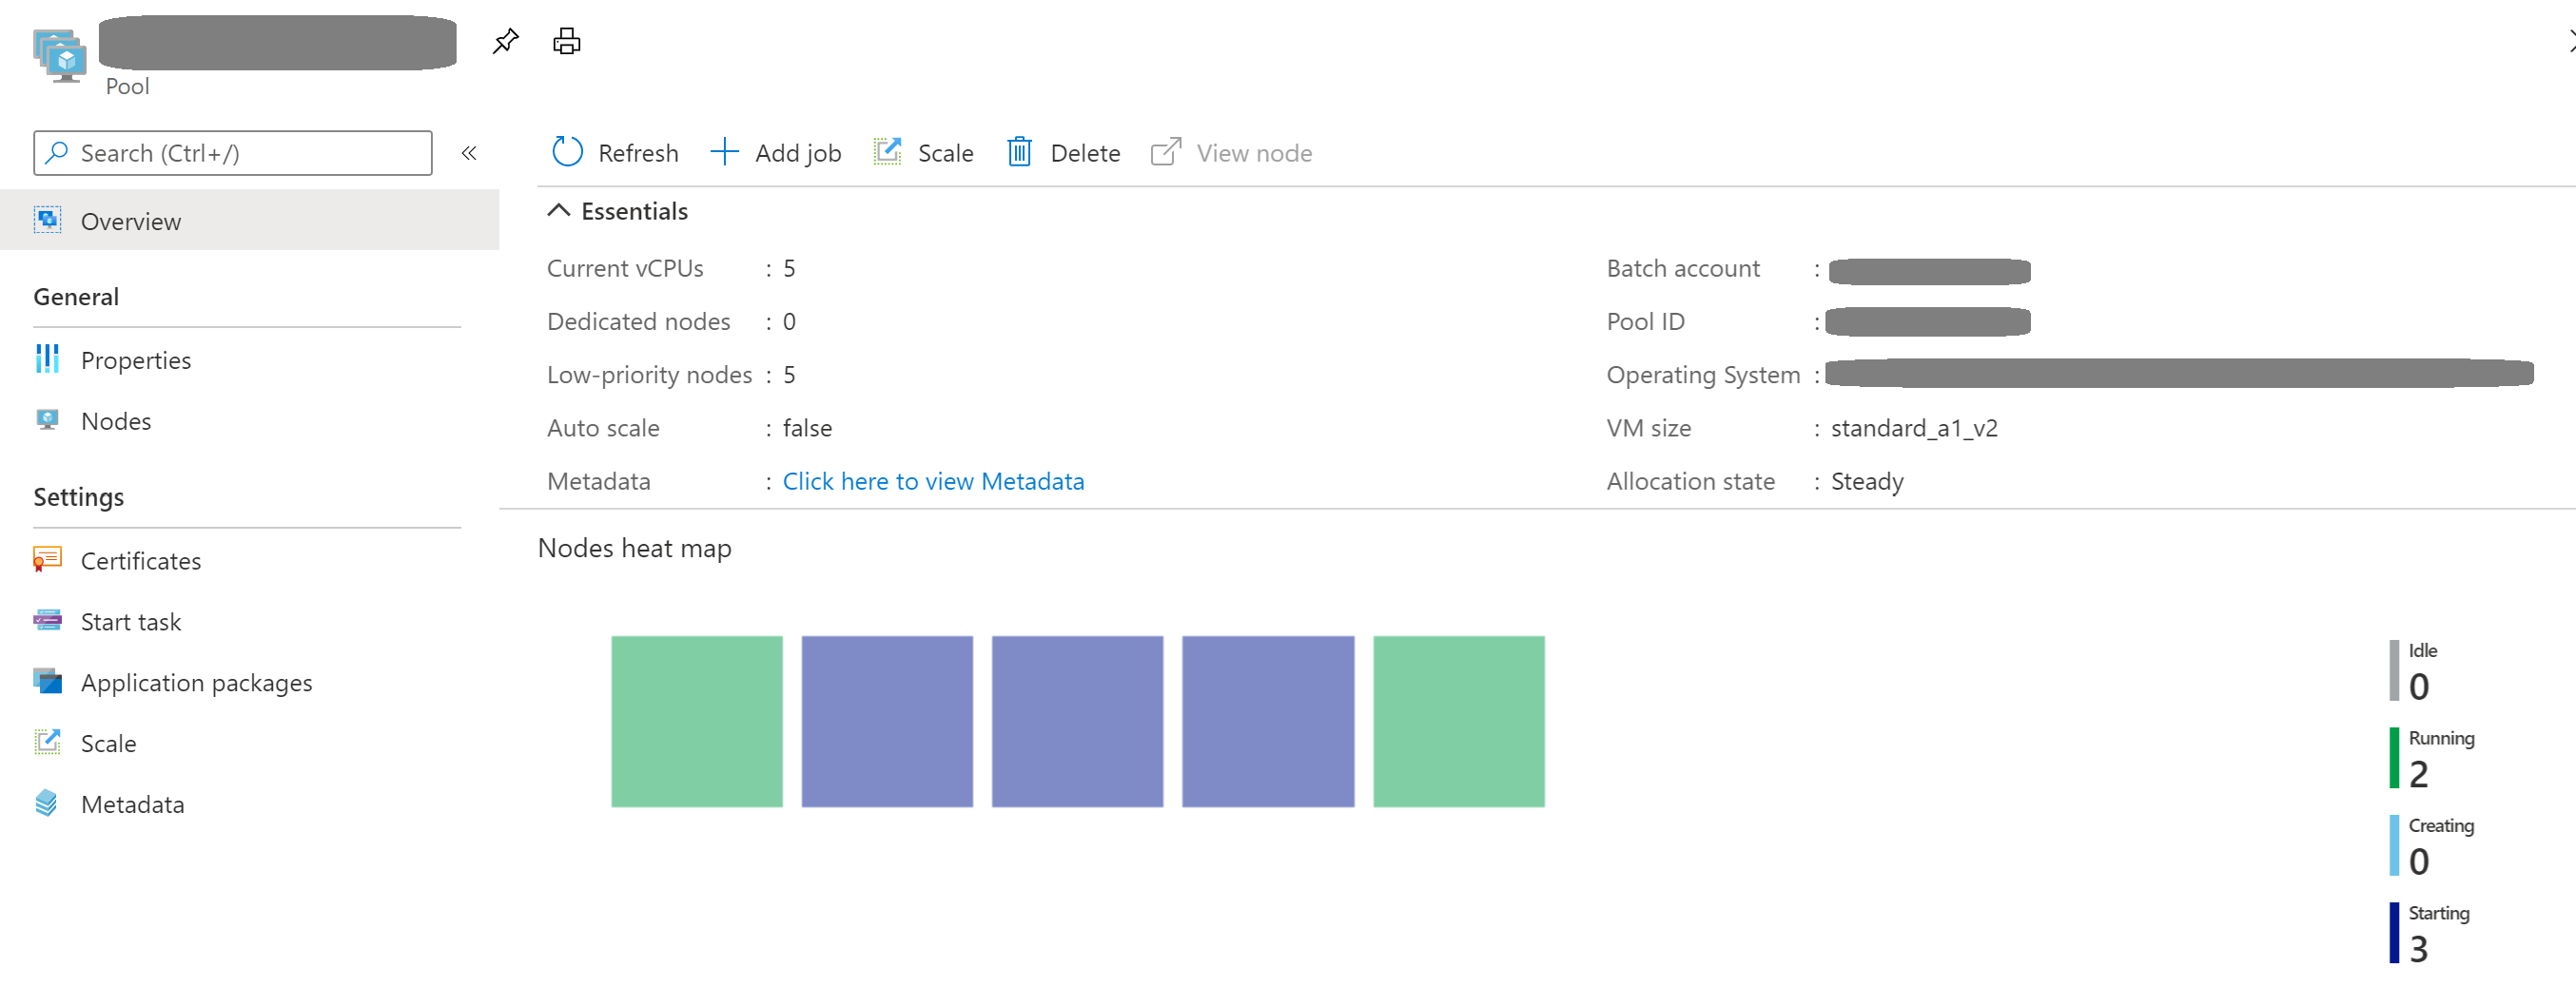 Pool
Search (Ctrl+/)
«
Refresh
Add job
Scale
Delete
View node
Overview
Essentials
Current vCPUs : 5
Batch account :
Dedicated nodes : 0
Pool ID :
Low-priority nodes : 5
Operating System :
Auto scale : false
VM size : standard_a1_v2
Metadata : Click here to view Metadata
Allocation state : Steady
General
Properties
Nodes
Settings
Certificates
Start task
Application packages
Scale
Metadata
Nodes heat map
Idle
0
Running
2
Creating
0
Starting
3